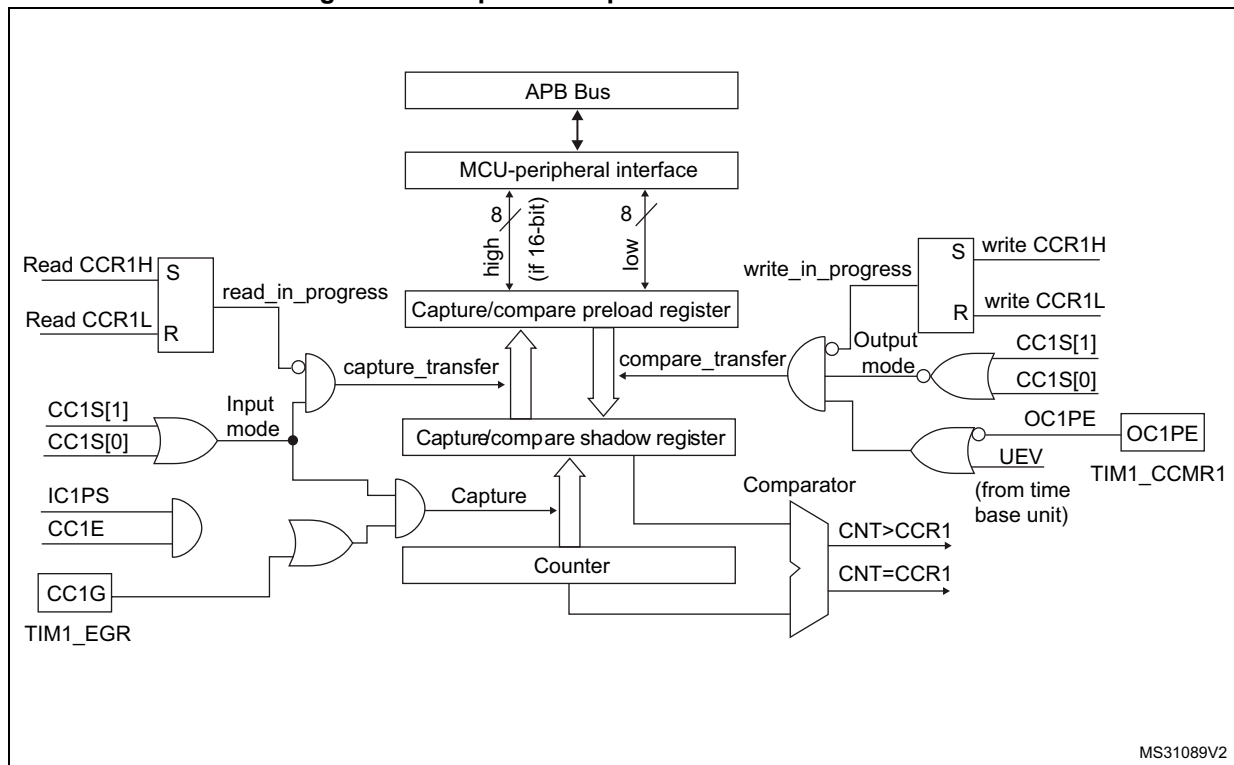 APB Bus
MCU-peripheral interface
8
high
(if 16-bit)
8
low
Read CCR1H
S
read_in_progress
Read CCR1L
R
write_in_progress
S
write CCR1H
R
write CCR1L
Capture/compare preload register
capture_transfer
compare_transfer
Output
mode
CC1S[1]
CC1S[0]
CC1S[1]
CC1S[0]
Input
mode
Capture/compare shadow register
OC1PE
OC1PE
UEV
TIM1_CCMR1
(from time
base unit)
IC1PS
CC1E
Capture
Comparator
CNT>CCR1
Counter
CNT=CCR1
CC1G
TIM1_EGR
MS31089V2